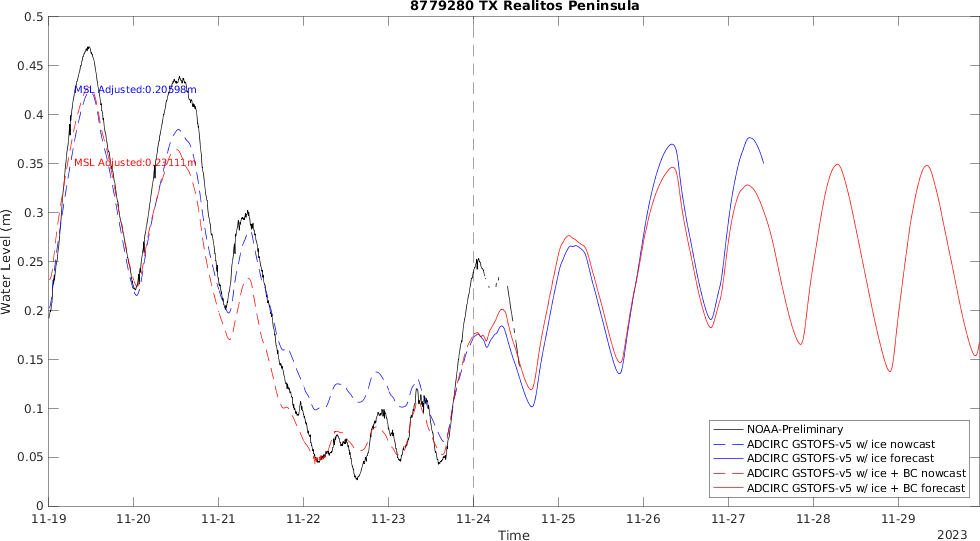 8779280 TX Realitos Peninsula
0.5
0.45
0.4
0.35
0.3
0.25
0.2
0.15
0.1
0.05
0
Water Level (m)
MSL Adjusted:0.20598m
MSL Adjusted:0.23111m
NOAA-Preliminary
ADCIRC GSTOFS-v5 w/ ice nowcast
ADCIRC GSTOFS-v5 w/ ice forecast
ADCIRC GSTOFS-v5 w/ ice + BC nowcast
ADCIRC GSTOFS-v5 w/ ice + BC forecast
11-19 11-20 11-21 11-22 11-23 11-24 11-25 11-26 11-27 11-28 11-29
Time
2023